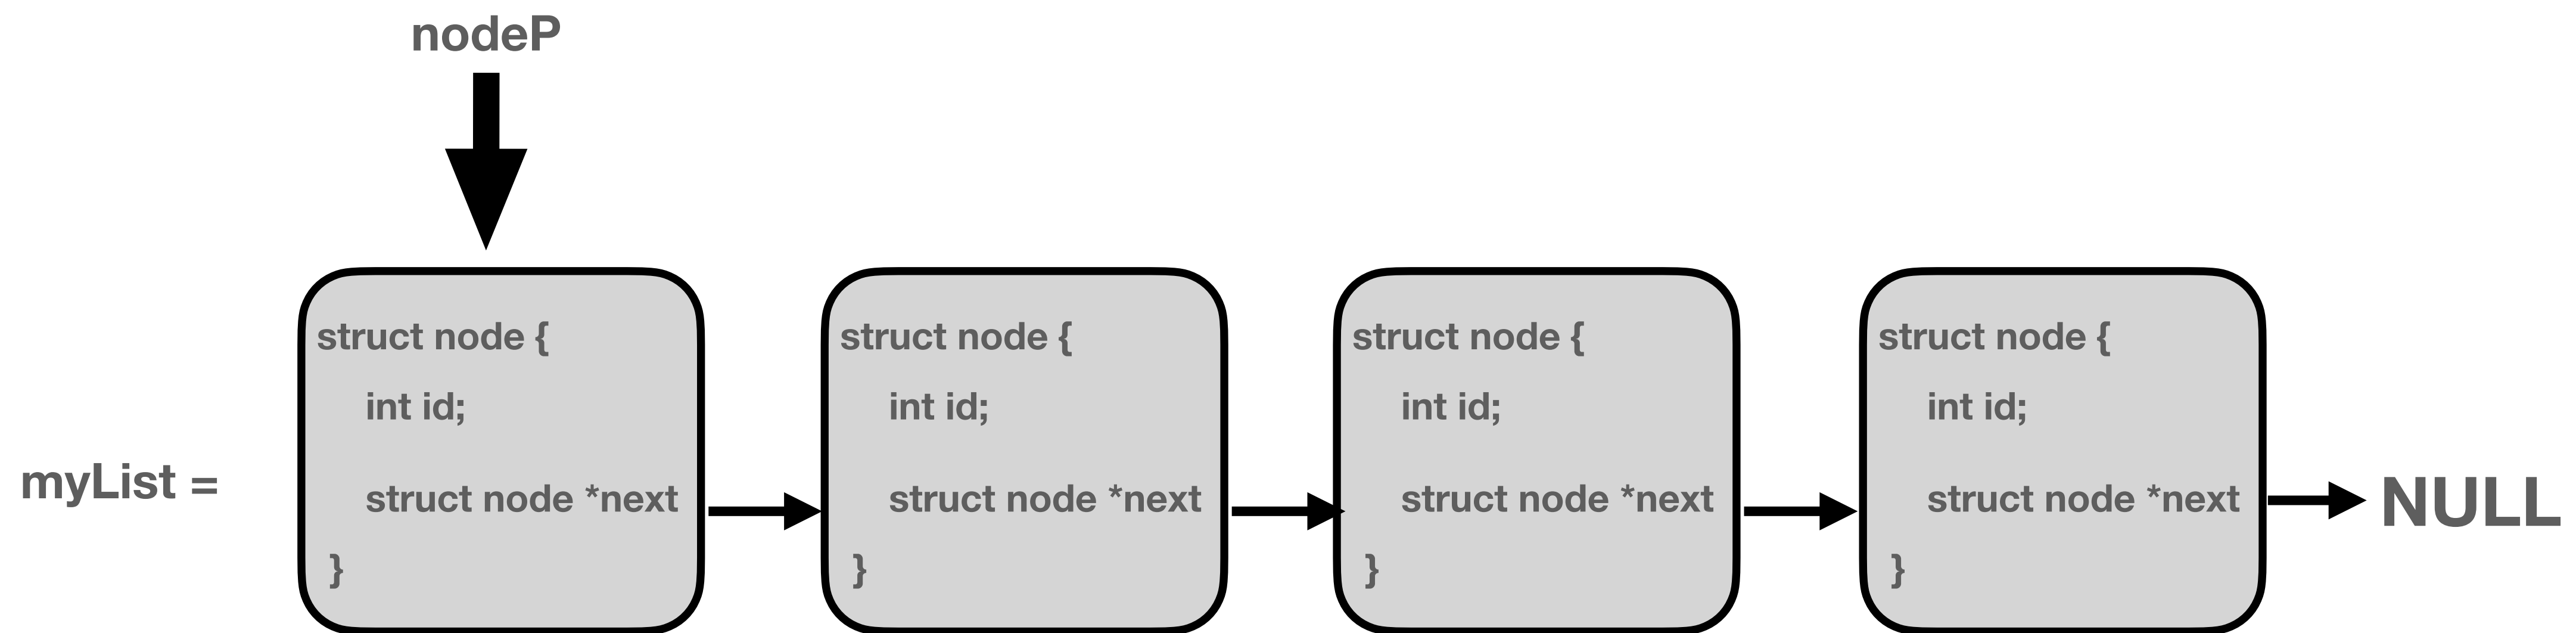 nodeP
myList =
struct node {
int id;
struct node *next
}
struct node {
int id;
struct node *next
}
struct node {
int id;
struct node *next
}
struct node {
int id;
struct node *next
}
NULL